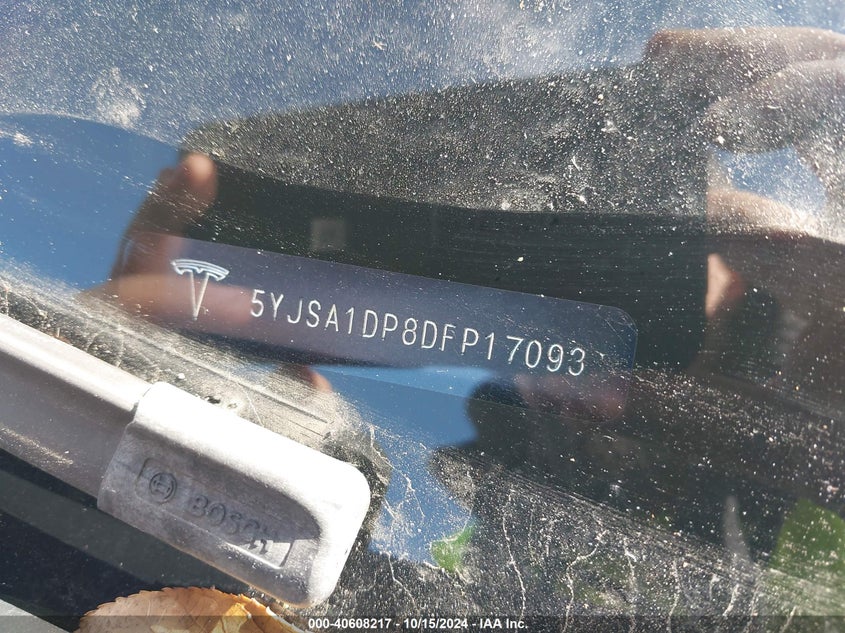 5YJSA1DP8DFP17093
BOSCH
000-40608217 - 10/15/2024 - IAA Inc.